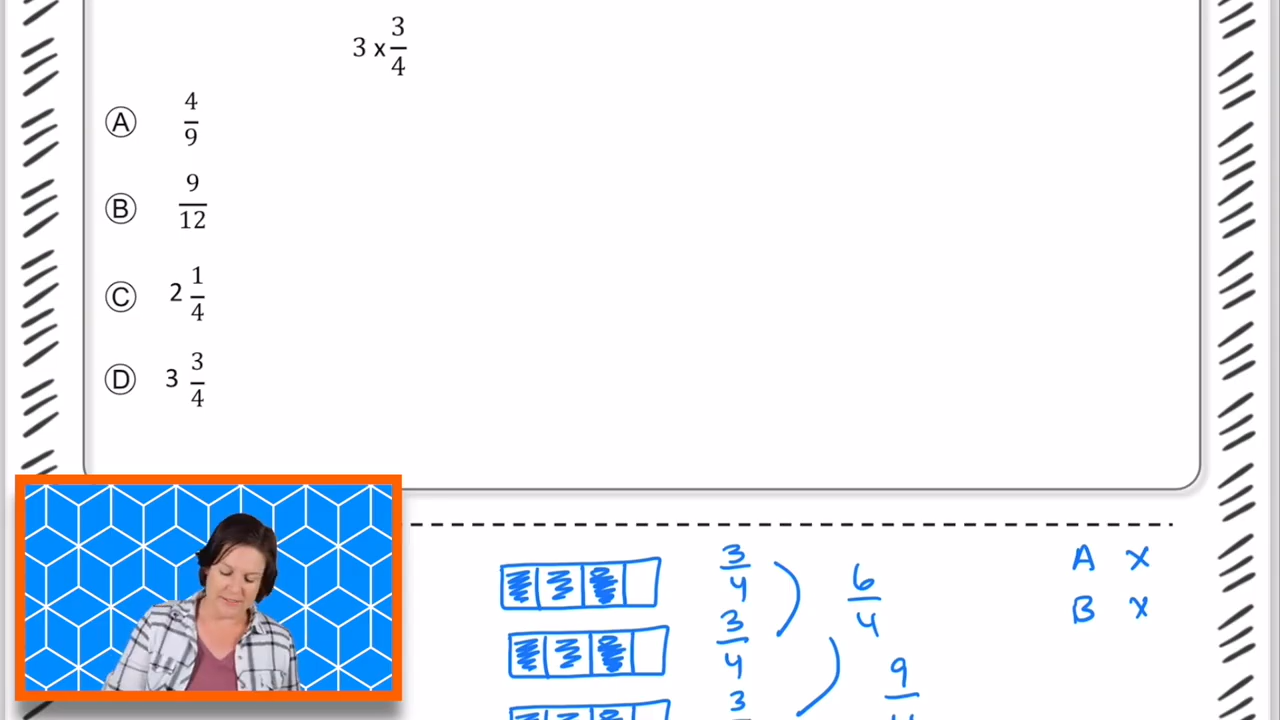 3 x 3/4
Ⓐ 4/9
Ⓑ 9/12
Ⓒ 2 1/4
Ⓓ 3 3/4
3/4
6/4
3/4
9
3
A x
B x